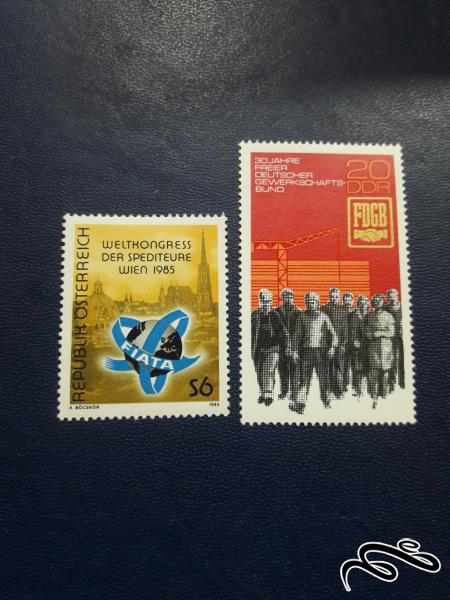 REPUBLIK ÖSTERREICH
WELTKONGRESS
DER SPEDITEURE
WIEN 1985
FIATA
S6
A. BÖCSKÖR
1985
30 JAHRE
FREIER
DEUTSCHER
GEWERKSCHAFTS-
BUND
20
DDR
FDGB